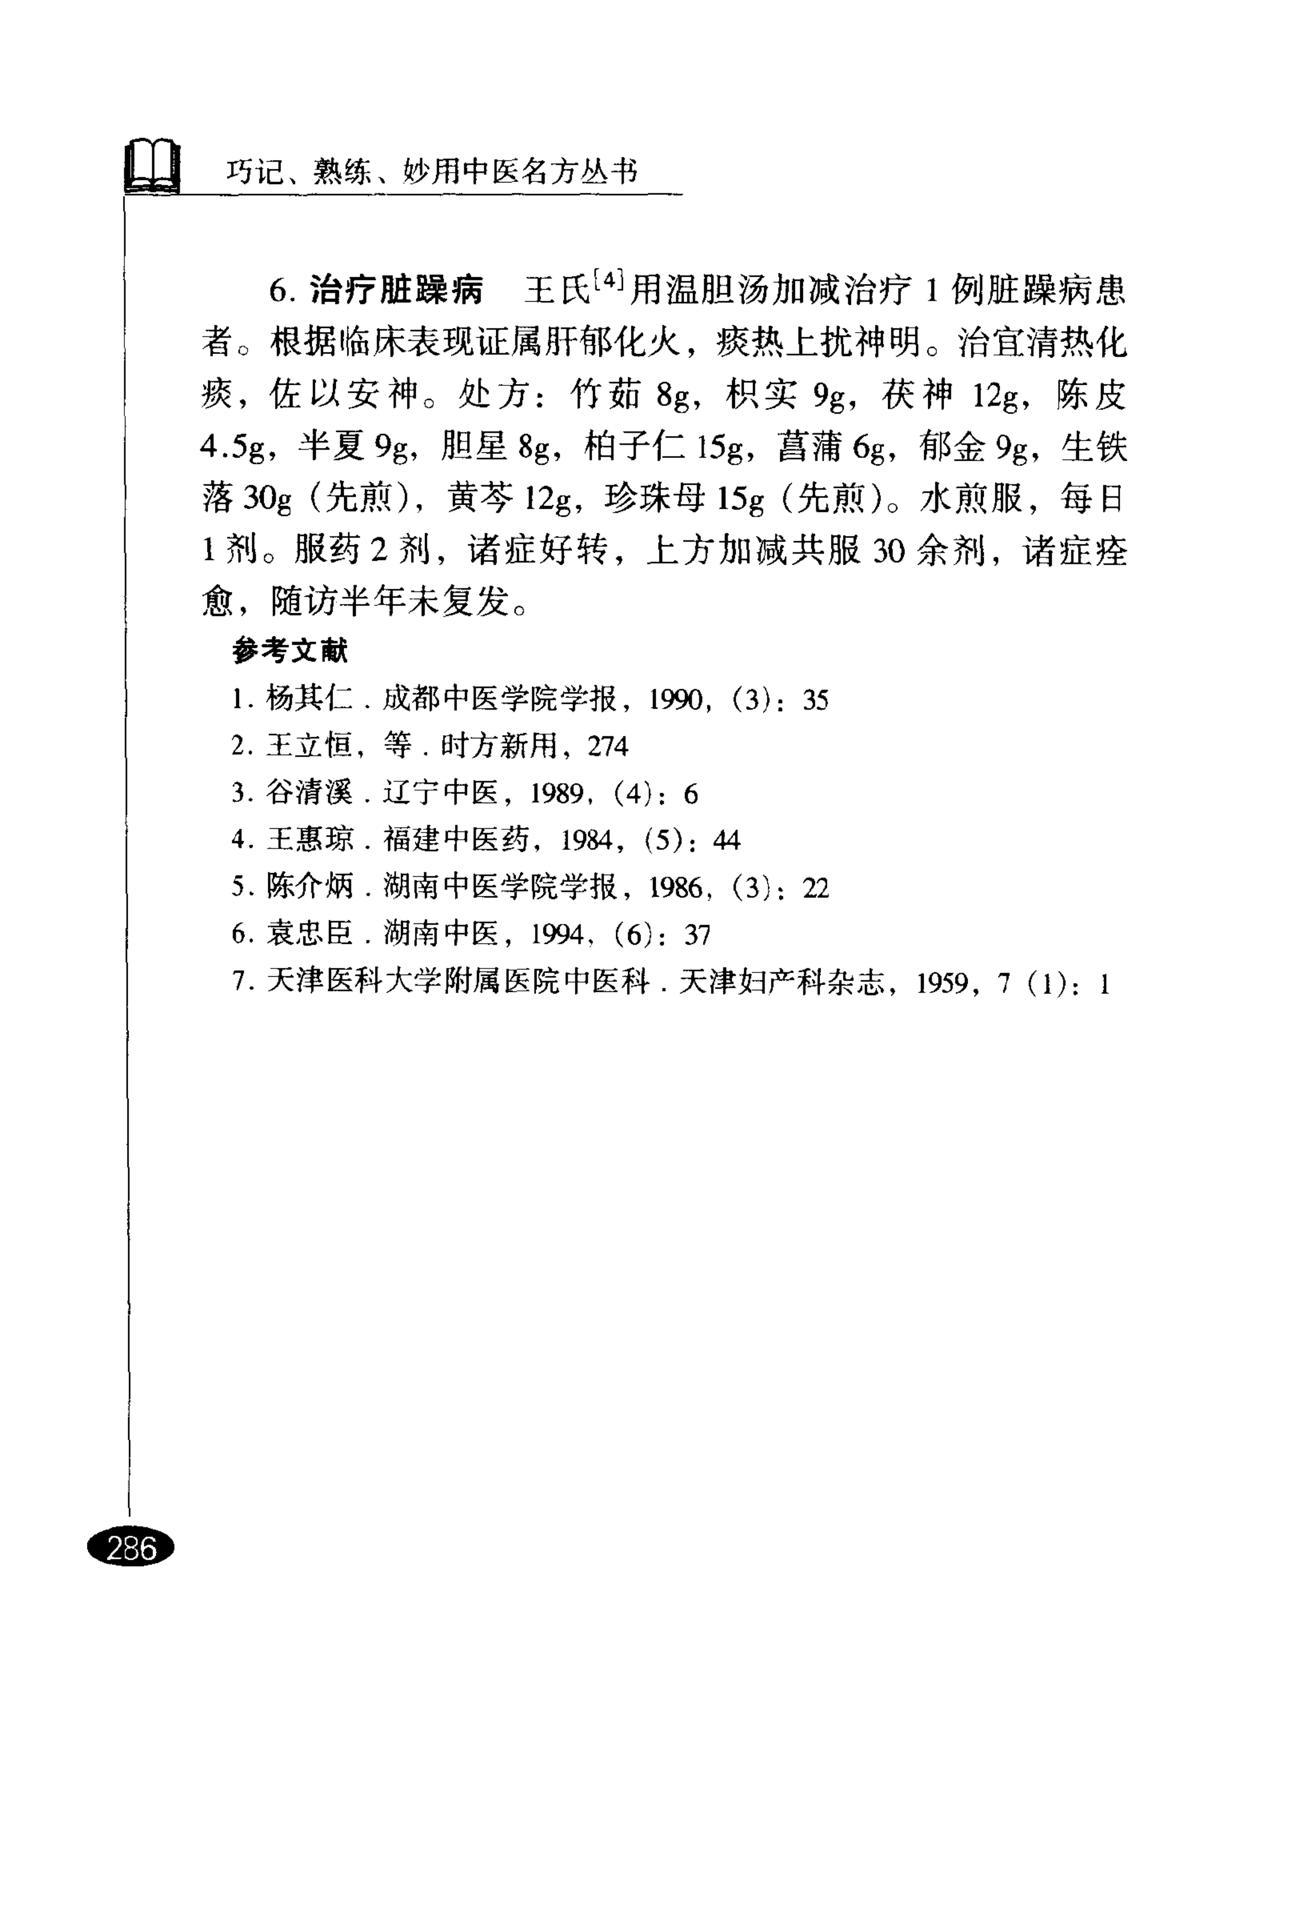 巧记、熟练、妙用中医名方丛书
6. 治疗脏躁病 王氏[4]用温胆汤加减治疗 1 例脏躁病患
者。根据临床表现证属肝郁化火，痰热上扰神明。治宜清热化
痰，佐以安神。处方：竹茹 8g，枳实 9g，茯神 12g，陈皮
4.5g，半夏 9g，胆星 8g，柏子仁 15g，菖蒲 6g，郁金 9g，生铁
落 30g（先煎），黄芩 12g，珍珠母 15g（先煎）。水煎服，每日
1 剂。服药 2 剂，诸症好转，上方加减共服 30 余剂，诸症痊
愈，随访半年未复发。
参考文献
1. 杨其仁．成都中医学院学报，1990，（3）：35
2. 王立恒，等．时方新用，274
3. 谷清溪．辽宁中医，1989，（4）：6
4. 王惠琼．福建中医药，1984，（5）：44
5. 陈介炳．湖南中医学院学报，1986，（3）：22
6. 袁忠臣．湖南中医，1994，（6）：37
7. 天津医科大学附属医院中医科．天津妇产科杂志，1959，7（1）：1
286